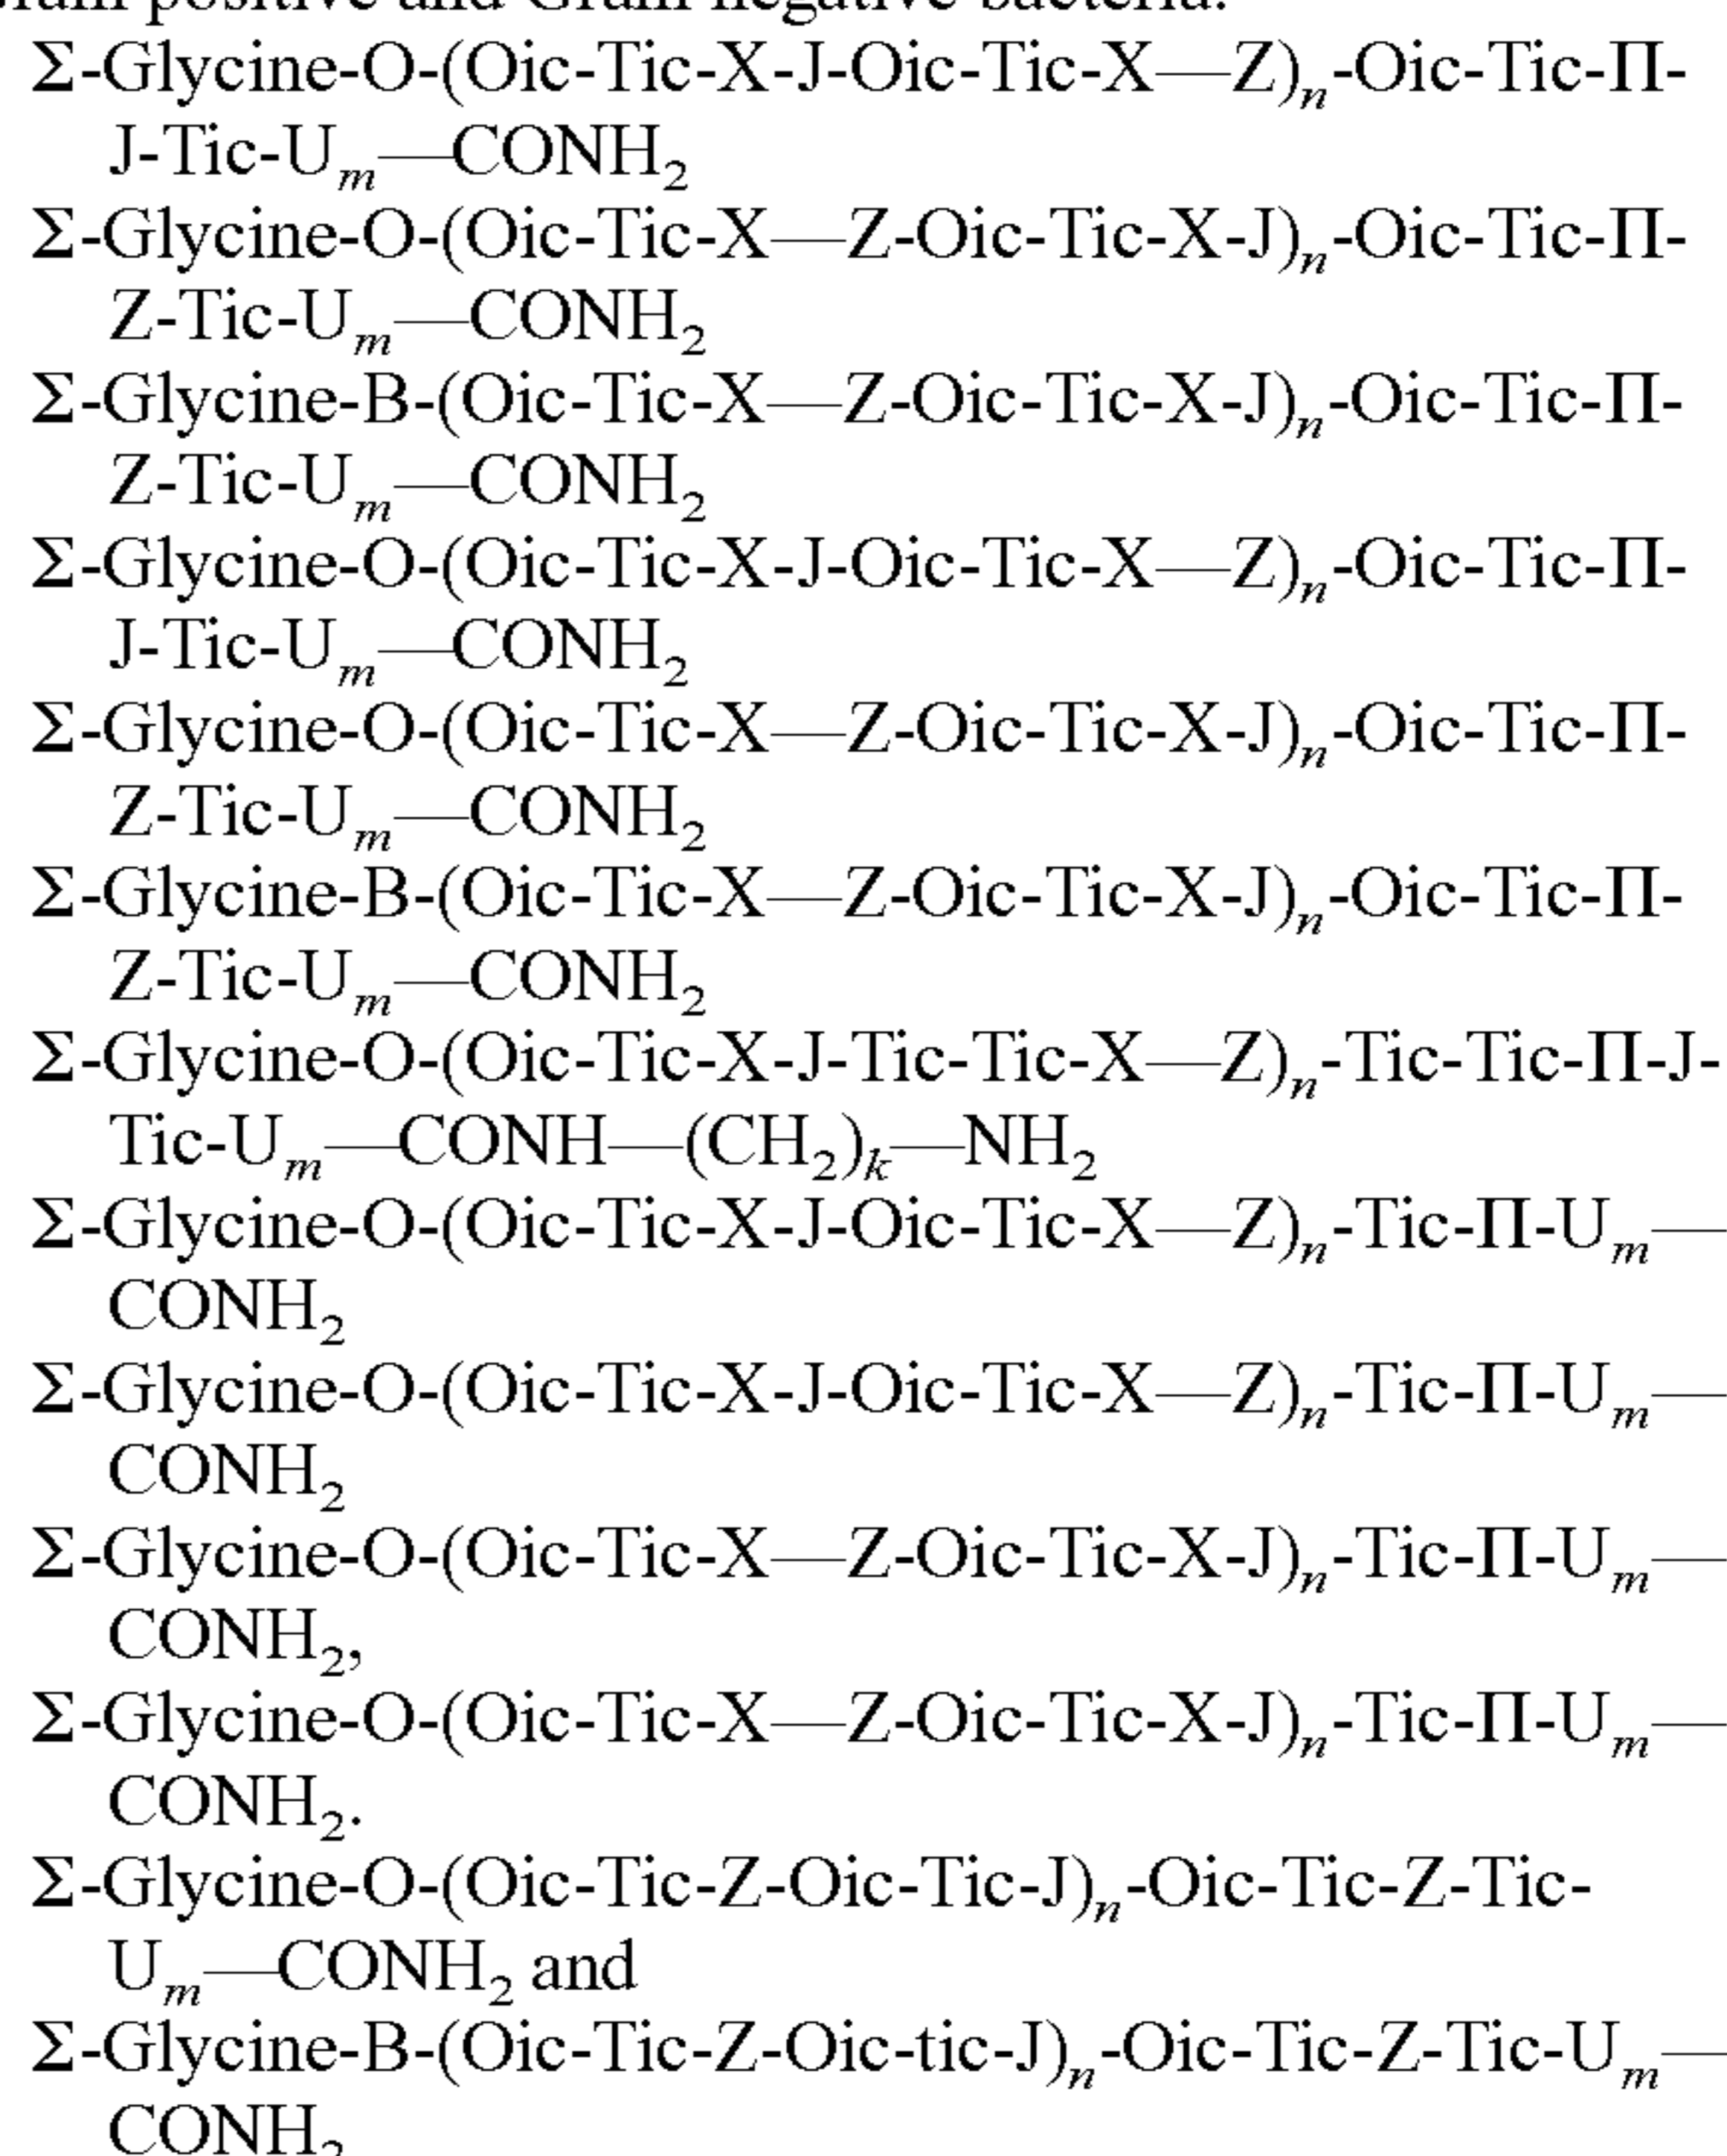 Gram positive and Gram negative bacteria:
Σ-Glycine-O-(Oic-Tic-X-J-Oic-Tic-X—Z)n-Oic-Tic-Π-
J-Tic-Um—CONH2
Σ-Glycine-O-(Oic-Tic-X—Z-Oic-Tic-X-J)n-Oic-Tic-Π-
Z-Tic-Um—CONH2
Σ-Glycine-B-(Oic-Tic-X—Z-Oic-Tic-X-J)n-Oic-Tic-Π-
Z-Tic-Um—CONH2
Σ-Glycine-O-(Oic-Tic-X-J-Oic-Tic-X—Z)n-Oic-Tic-Π-
J-Tic-Um—CONH2
Σ-Glycine-O-(Oic-Tic-X—Z-Oic-Tic-X-J)n-Oic-Tic-Π-
Z-Tic-Um—CONH2
Σ-Glycine-B-(Oic-Tic-X—Z-Oic-Tic-X-J)n-Oic-Tic-Π-
Z-Tic-Um—CONH2
Σ-Glycine-O-(Oic-Tic-X-J-Tic-Tic-X—Z)n-Tic-Tic-Π-J-
Tic-Um—CONH—(CH2)k—NH2
Σ-Glycine-O-(Oic-Tic-X-J-Oic-Tic-X—Z)n-Tic-Π-Um—
CONH2
Σ-Glycine-O-(Oic-Tic-X-J-Oic-Tic-X—Z)n-Tic-Π-Um—
CONH2
Σ-Glycine-O-(Oic-Tic-X—Z-Oic-Tic-X-J)n-Tic-Π-Um—
CONH2,
Σ-Glycine-O-(Oic-Tic-X—Z-Oic-Tic-X-J)n-Tic-Π-Um—
CONH2.
Σ-Glycine-O-(Oic-Tic-Z-Oic-Tic-J)n-Oic-Tic-Z-Tic-
Um—CONH2 and
Σ-Glycine-B-(Oic-Tic-Z-Oic-tic-J)n-Oic-Tic-Z-Tic-Um—
CONH2